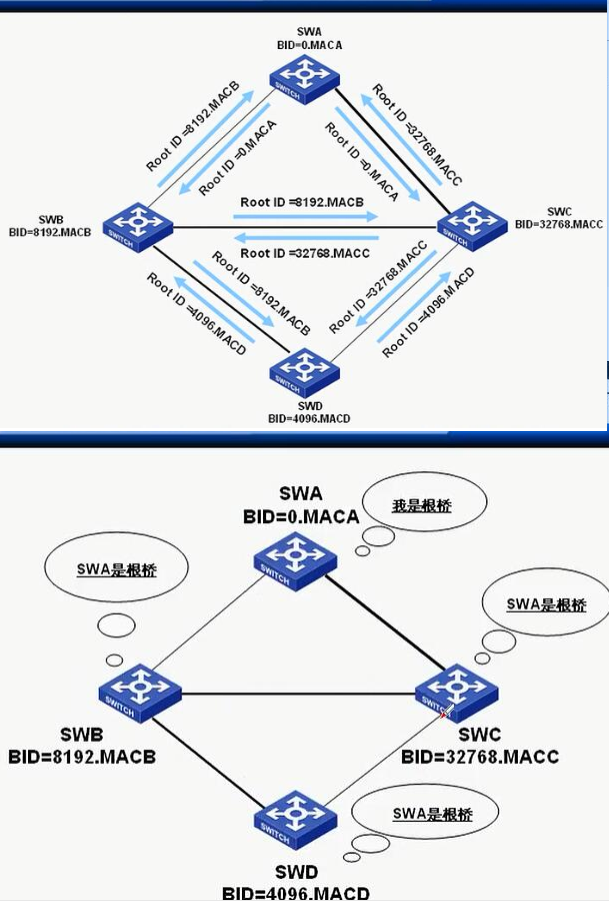 SWA
BID=0.MACA
SWITCH
Root ID =8192.MACB
Root ID =0.MACA
Root ID =32768.MACC
Root ID =0.MACA
SWB
BID=8192.MACB
SWITCH
Root ID =8192.MACB
Root ID =32768.MACC
SWITCH
SWC
BID=32768.MACC
Root ID =8192.MACB
Root ID =4096.MACD
Root ID =32768.MACC
Root ID =4096.MACD
SWITCH
SWD
BID=4096.MACD
SWA
BID=0.MACA
我是根桥
SWITCH
SWA是根桥
SWA是根桥
SWITCH
SWITCH
SWB
BID=8192.MACB
SWC
BID=32768.MACC
SWITCH
SWA是根桥
SWD
BID=4096.MACD